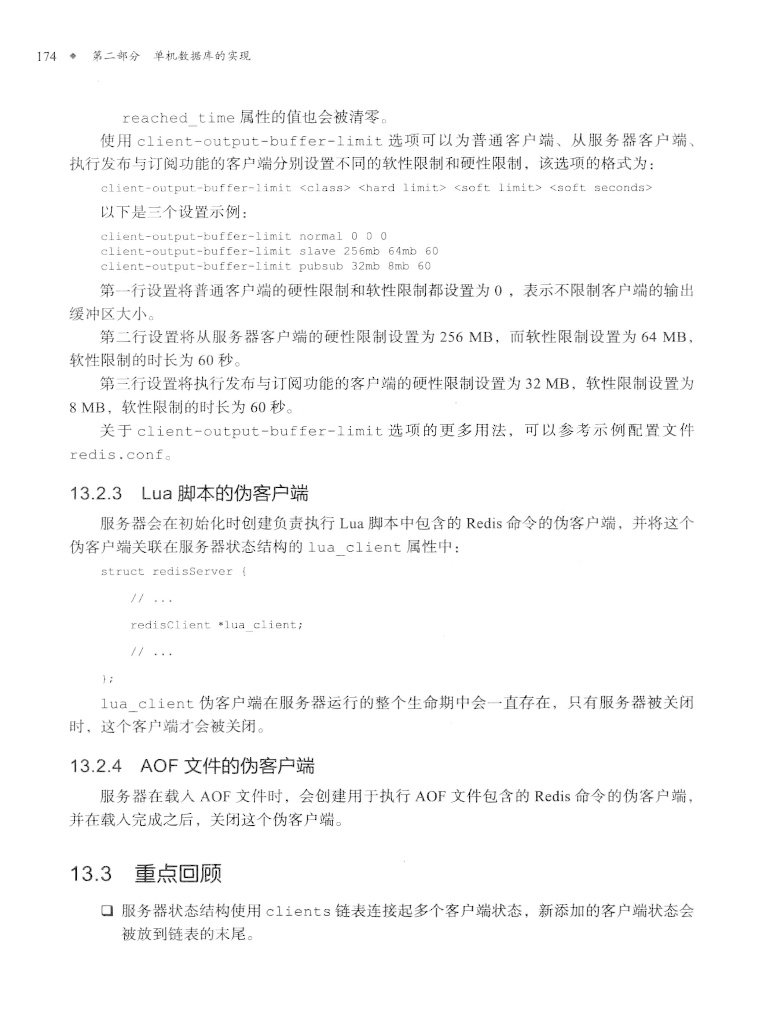 174 ◆ 第二部分 单机数据库的实现
reached_time 属性的值也会被清零。
使用 client-output-buffer-limit 选项可以为普通客户端、从服务器客户端、
执行发布与订阅功能的客户端分别设置不同的软性限制和硬性限制，该选项的格式为：
client-output-buffer-limit <class> <hard limit> <soft limit> <soft seconds>
以下是三个设置示例：
client-output-buffer-limit normal 0 0 0
client-output-buffer-limit slave 256mb 64mb 60
client-output-buffer-limit pubsub 32mb 8mb 60
第一行设置将普通客户端的硬性限制和软性限制都设置为 0 ，表示不限制客户端的输出
缓冲区大小。
第二行设置将从服务器客户端的硬性限制设置为 256 MB，而软性限制设置为 64 MB，
软性限制的时长为 60 秒。
第三行设置将执行发布与订阅功能的客户端的硬性限制设置为 32 MB，软性限制设置为
8 MB，软性限制的时长为 60 秒。
关于 client-output-buffer-limit 选项的更多用法，可以参考示例配置文件
redis.conf。
13.2.3 Lua 脚本的伪客户端
服务器会在初始化时创建负责执行 Lua 脚本中包含的 Redis 命令的伪客户端，并将这个
伪客户端关联在服务器状态结构的 lua_client 属性中：
struct redisServer {
// ...
redisClient *lua_client;
// ...
};
lua_client 伪客户端在服务器运行的整个生命期中会一直存在，只有服务器被关闭
时，这个客户端才会被关闭。
13.2.4 AOF 文件的伪客户端
服务器在载入 AOF 文件时，会创建用于执行 AOF 文件包含的 Redis 命令的伪客户端，
并在载入完成之后，关闭这个伪客户端。
13.3 重点回顾
❏ 服务器状态结构使用 clients 链表连接起多个客户端状态，新添加的客户端状态会
被放到链表的末尾。